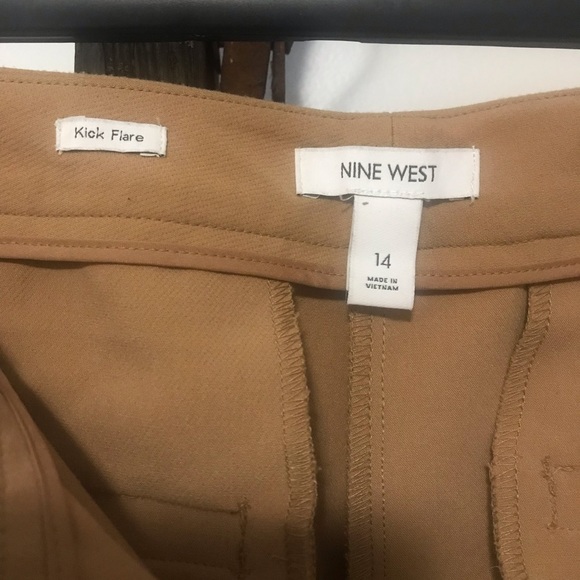 Kick Flare
NINE WEST
14
MADE IN
VIETNAM